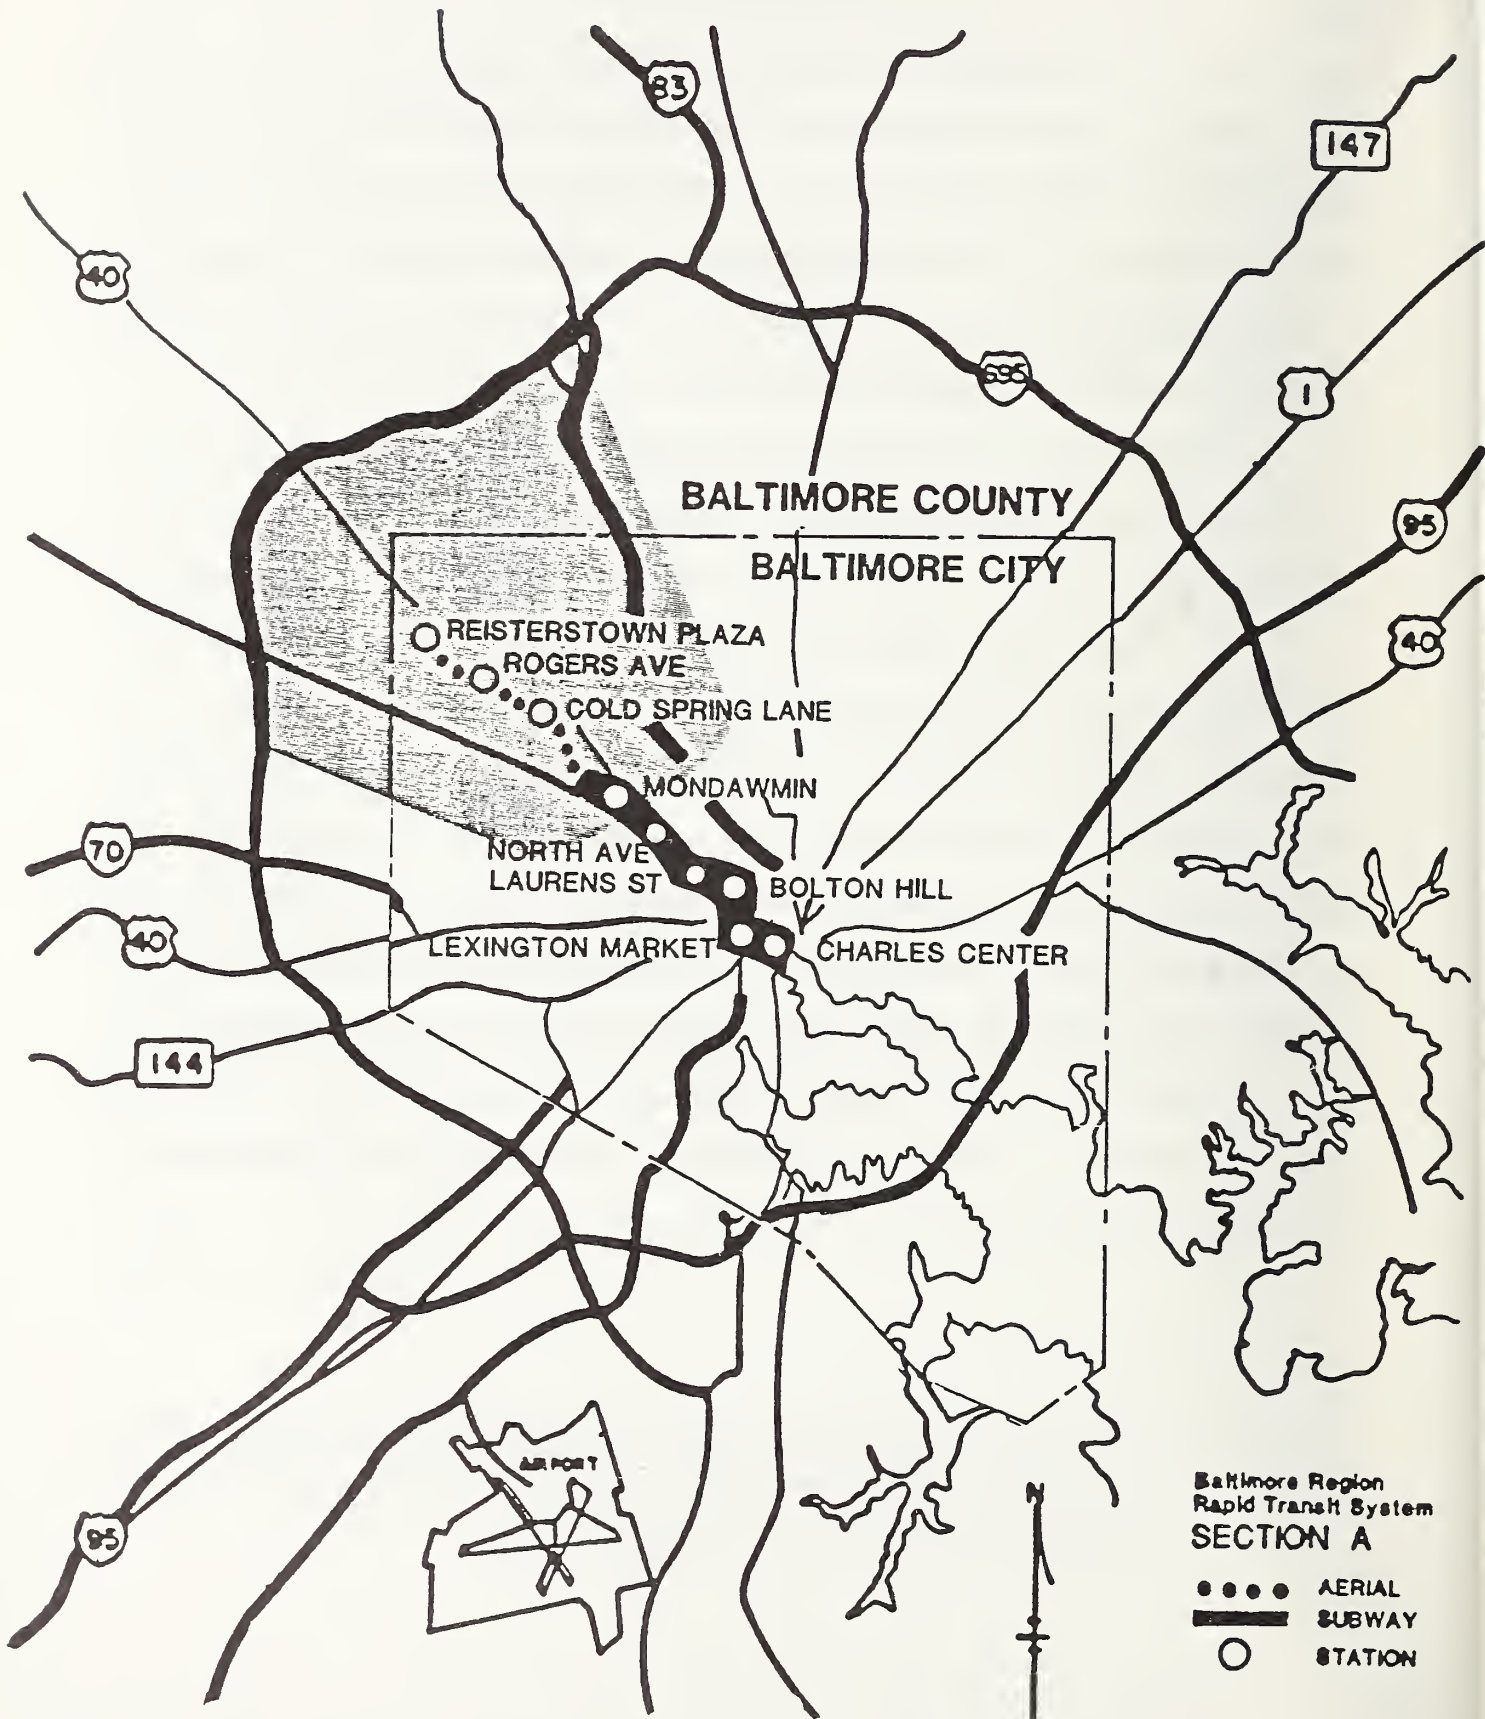 83
147
40
695
1
BALTIMORE COUNTY
95
BALTIMORE CITY
40
REISTERSTOWN PLAZA
ROGERS AVE
COLD SPRING LANE
MONDAWMIN
70
NORTH AVE
LAURENS ST
BOLTON HILL
40
LEXINGTON MARKET
CHARLES CENTER
144
AIRPORT
N
95
Baltimore Region
Rapid Transit System
SECTION A
AERIAL
SUBWAY
STATION